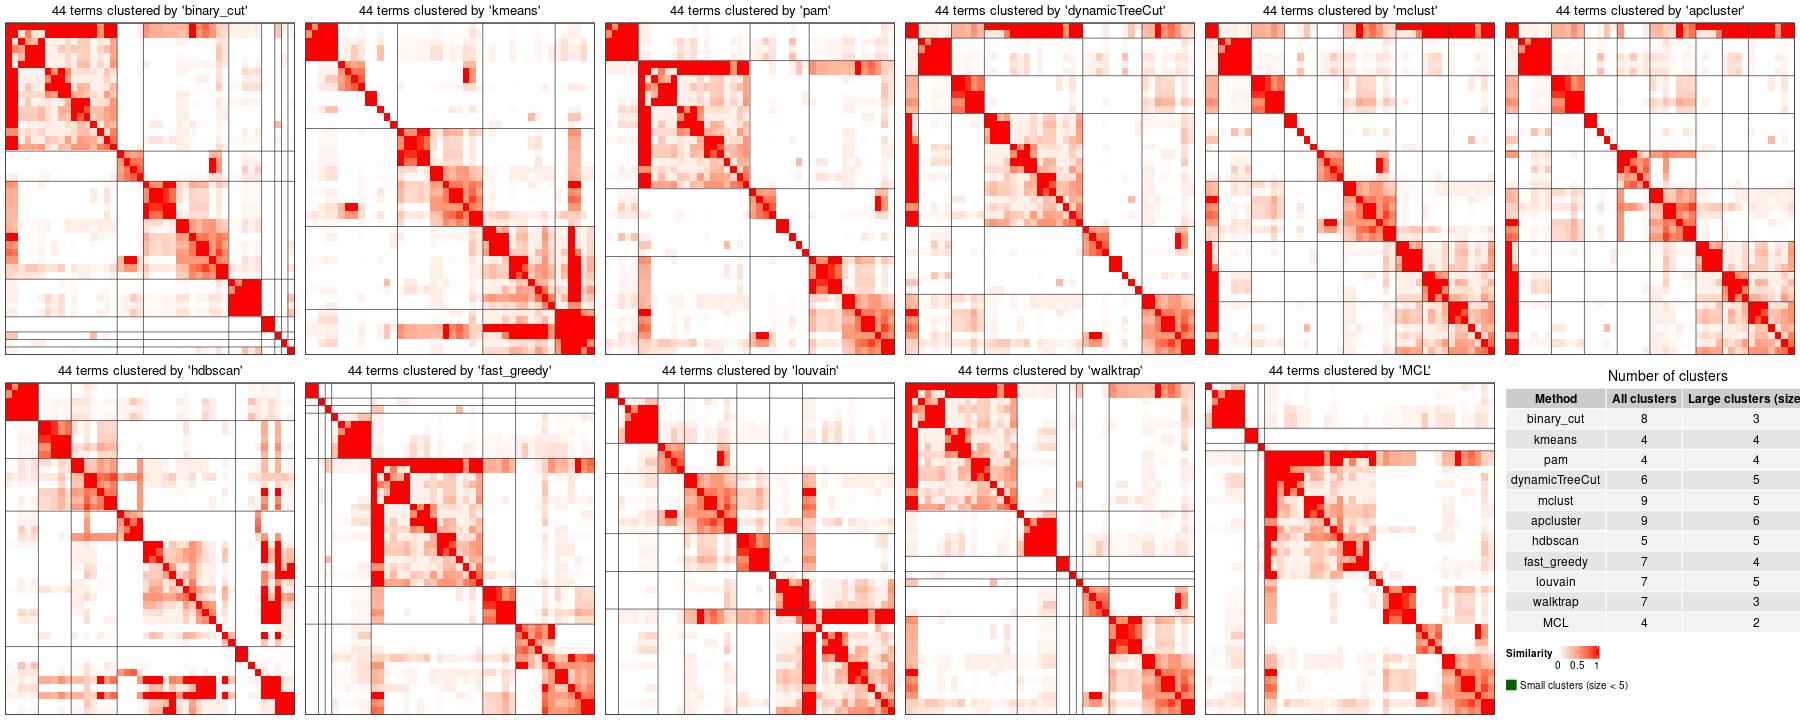 44 terms clustered by 'binary_cut'
44 terms clustered by 'kmeans'
44 terms clustered by 'pam'
44 terms clustered by 'dynamicTreeCut'
44 terms clustered by 'mclust'
44 terms clustered by 'apcluster'
44 terms clustered by 'hdbscan'
44 terms clustered by 'fast_greedy'
44 terms clustered by 'louvain'
44 terms clustered by 'walktrap'
44 terms clustered by 'MCL'
Number of clusters
Method All clusters Large clusters (size
binary_cut 8 3
kmeans 4 4
pam 4 4
dynamicTreeCut 6 5
mclust 9 5
apcluster 9 6
hdbscan 5 5
fast_greedy 7 4
louvain 7 5
walktrap 7 3
MCL 4 2
Similarity
0 0.5 1
Small clusters (size < 5)